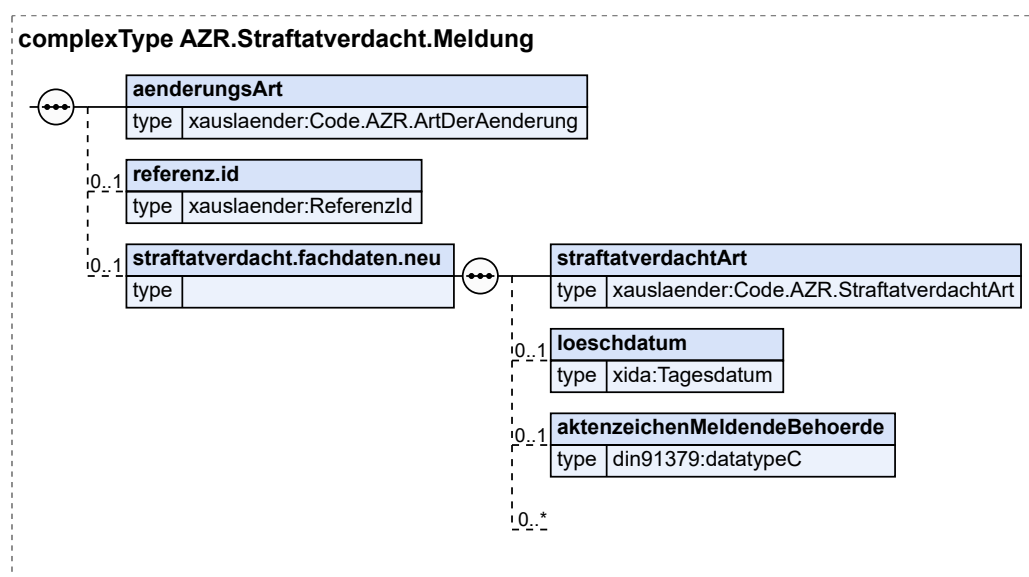 complexType AZR.Straftatverdacht.Meldung
aenderungsArt
type xauslaender:Code.AZR.ArtDerAenderung
0..1 referenz.id
type xauslaender:ReferenzId
0..1 straftatverdacht.fachdaten.neu
type
straftatverdachtArt
type xauslaender:Code.AZR.StraftatverdachtArt
0..1 loeschdatum
type xida:Tagesdatum
0..1 aktenzeichenMeldendeBehoerde
type din91379:datatypeC
0..*